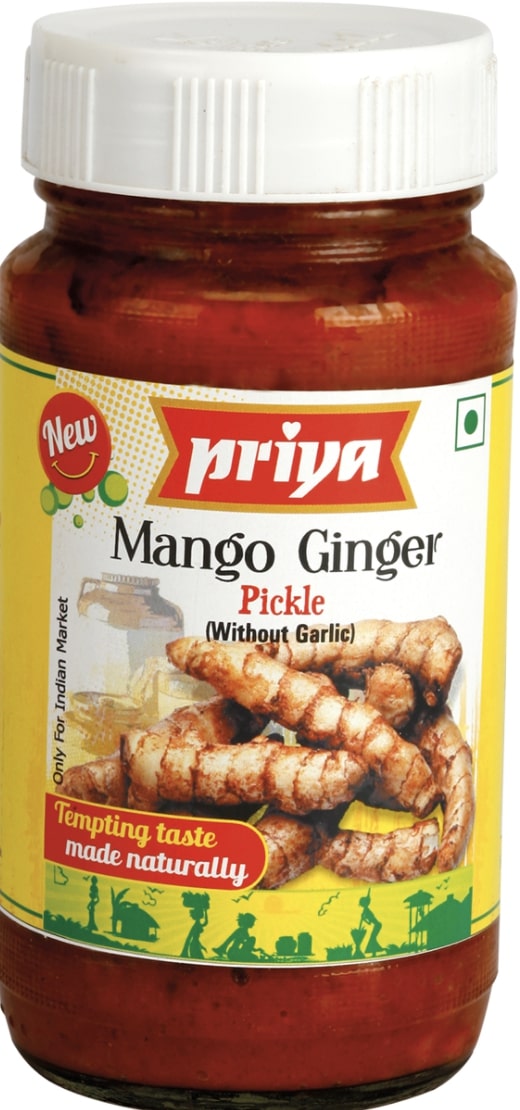 New
priya
Mango Ginger
Pickle
(Without Garlic)
Only For Indian Market
Tempting taste
made naturally